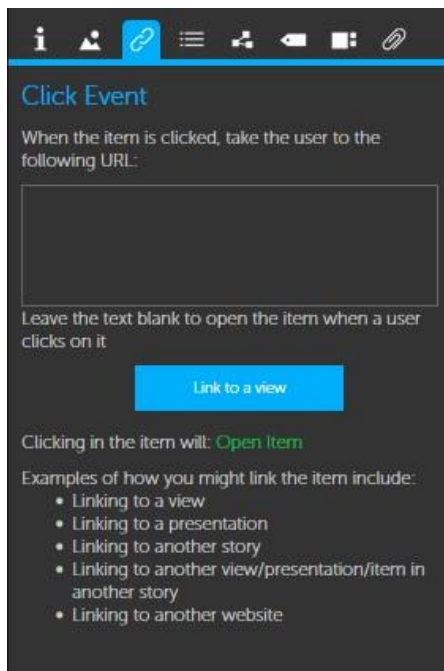 Click Event
When the item is clicked, take the user to the
following URL:
Leave the text blank to open the item when a user
clicks on it
Link to a view
Clicking in the item will: Open Item
Examples of how you might link the item include:
• Linking to a view
• Linking to a presentation
• Linking to another story
• Linking to another view/presentation/item in
another story
• Linking to another website